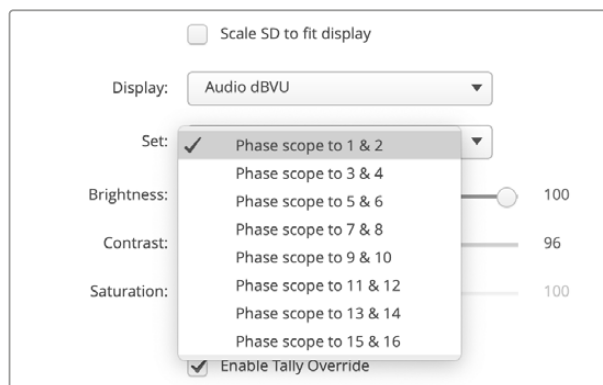 Scale SD to fit display
Display: Audio dBVU
Set:
Phase scope to 1 & 2
Phase scope to 3 & 4
Phase scope to 5 & 6
Brightness: 100
Phase scope to 7 & 8
Contrast: 96
Phase scope to 9 & 10
Phase scope to 11 & 12
Saturation: 100
Phase scope to 13 & 14
Phase scope to 15 & 16
Enable Tally Override